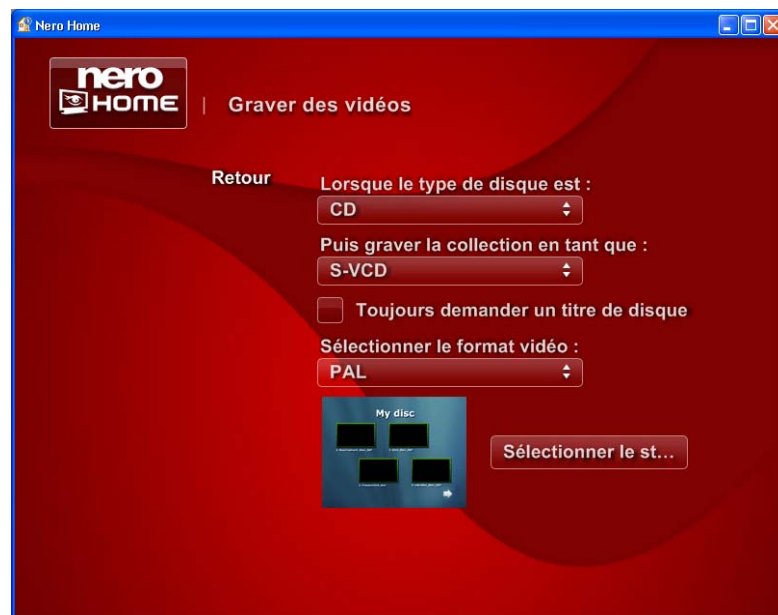 Nero Home
nero
HOME
| Graver des vidéos
Retour
Lorsque le type de disque est :
CD
Puis graver la collection en tant que :
S-VCD
Toujours demander un titre de disque
Sélectionner le format vidéo :
PAL
My disc
Sélectionner le st...